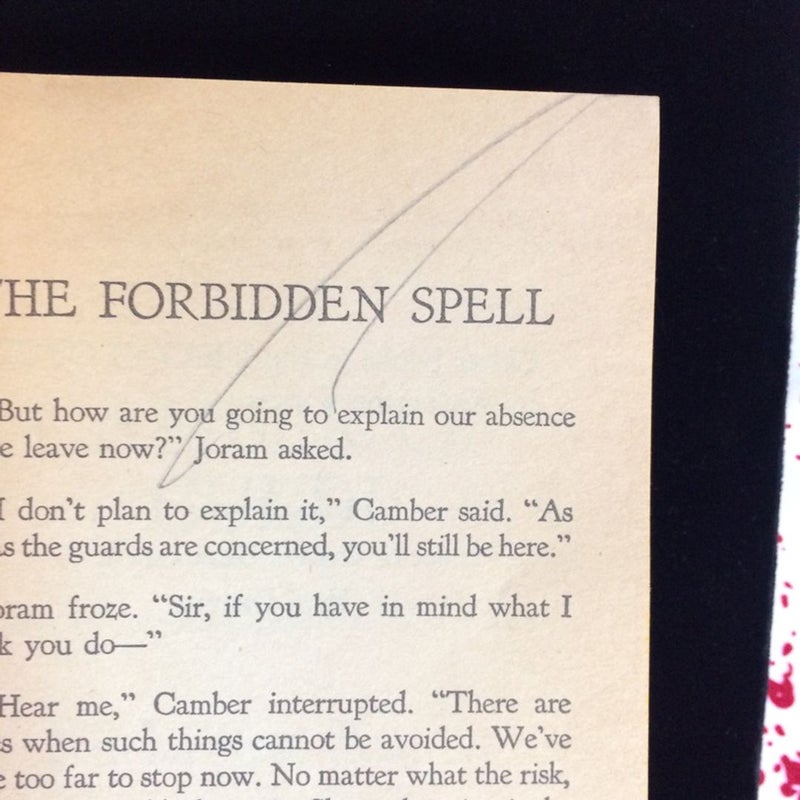 THE FORBIDDEN SPELL
But how are you going to explain our absence
leave now?” Joram asked.
I don’t plan to explain it,” Camber said. “As
the guards are concerned, you’ll still be here.”
froze. “Sir, if you have in mind what I
you do—”
Hear me,” Camber interrupted. “There are
when such things cannot be avoided. We’ve
too far to stop now. No matter what the risk,